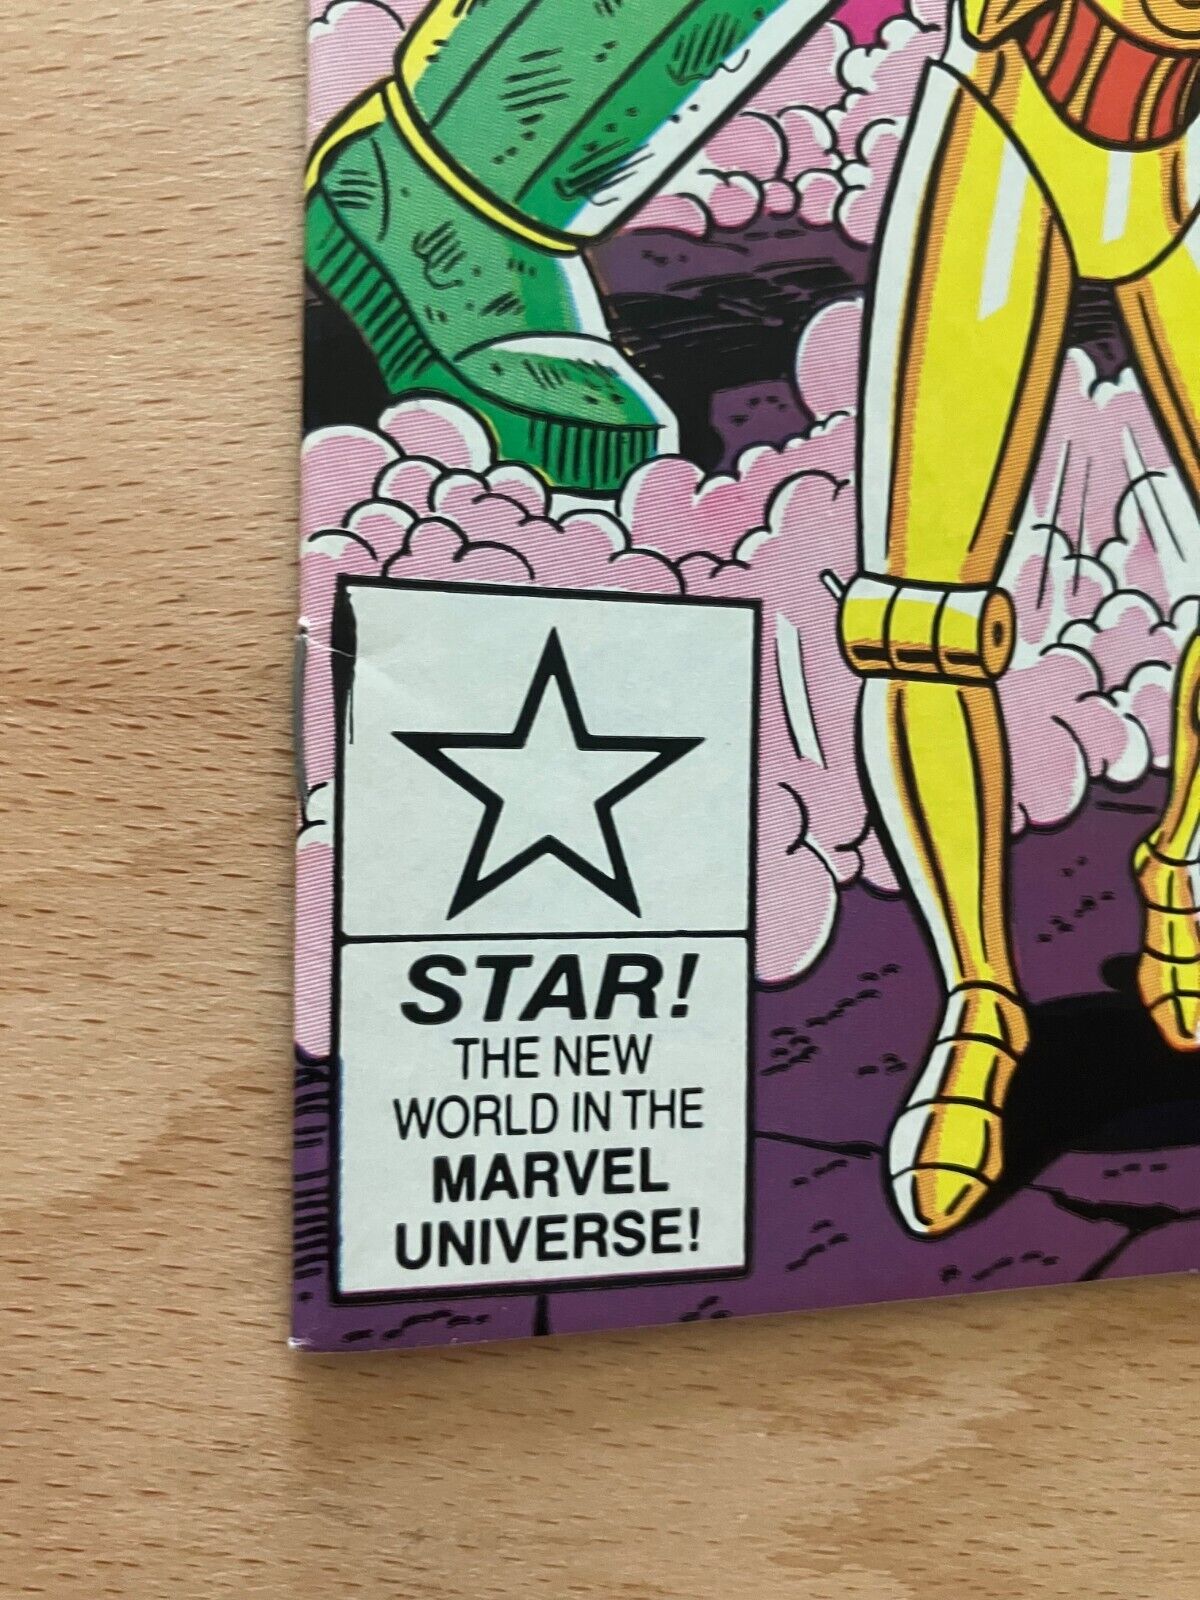 STAR!
THE NEW
WORLD IN THE
MARVEL
UNIVERSE!